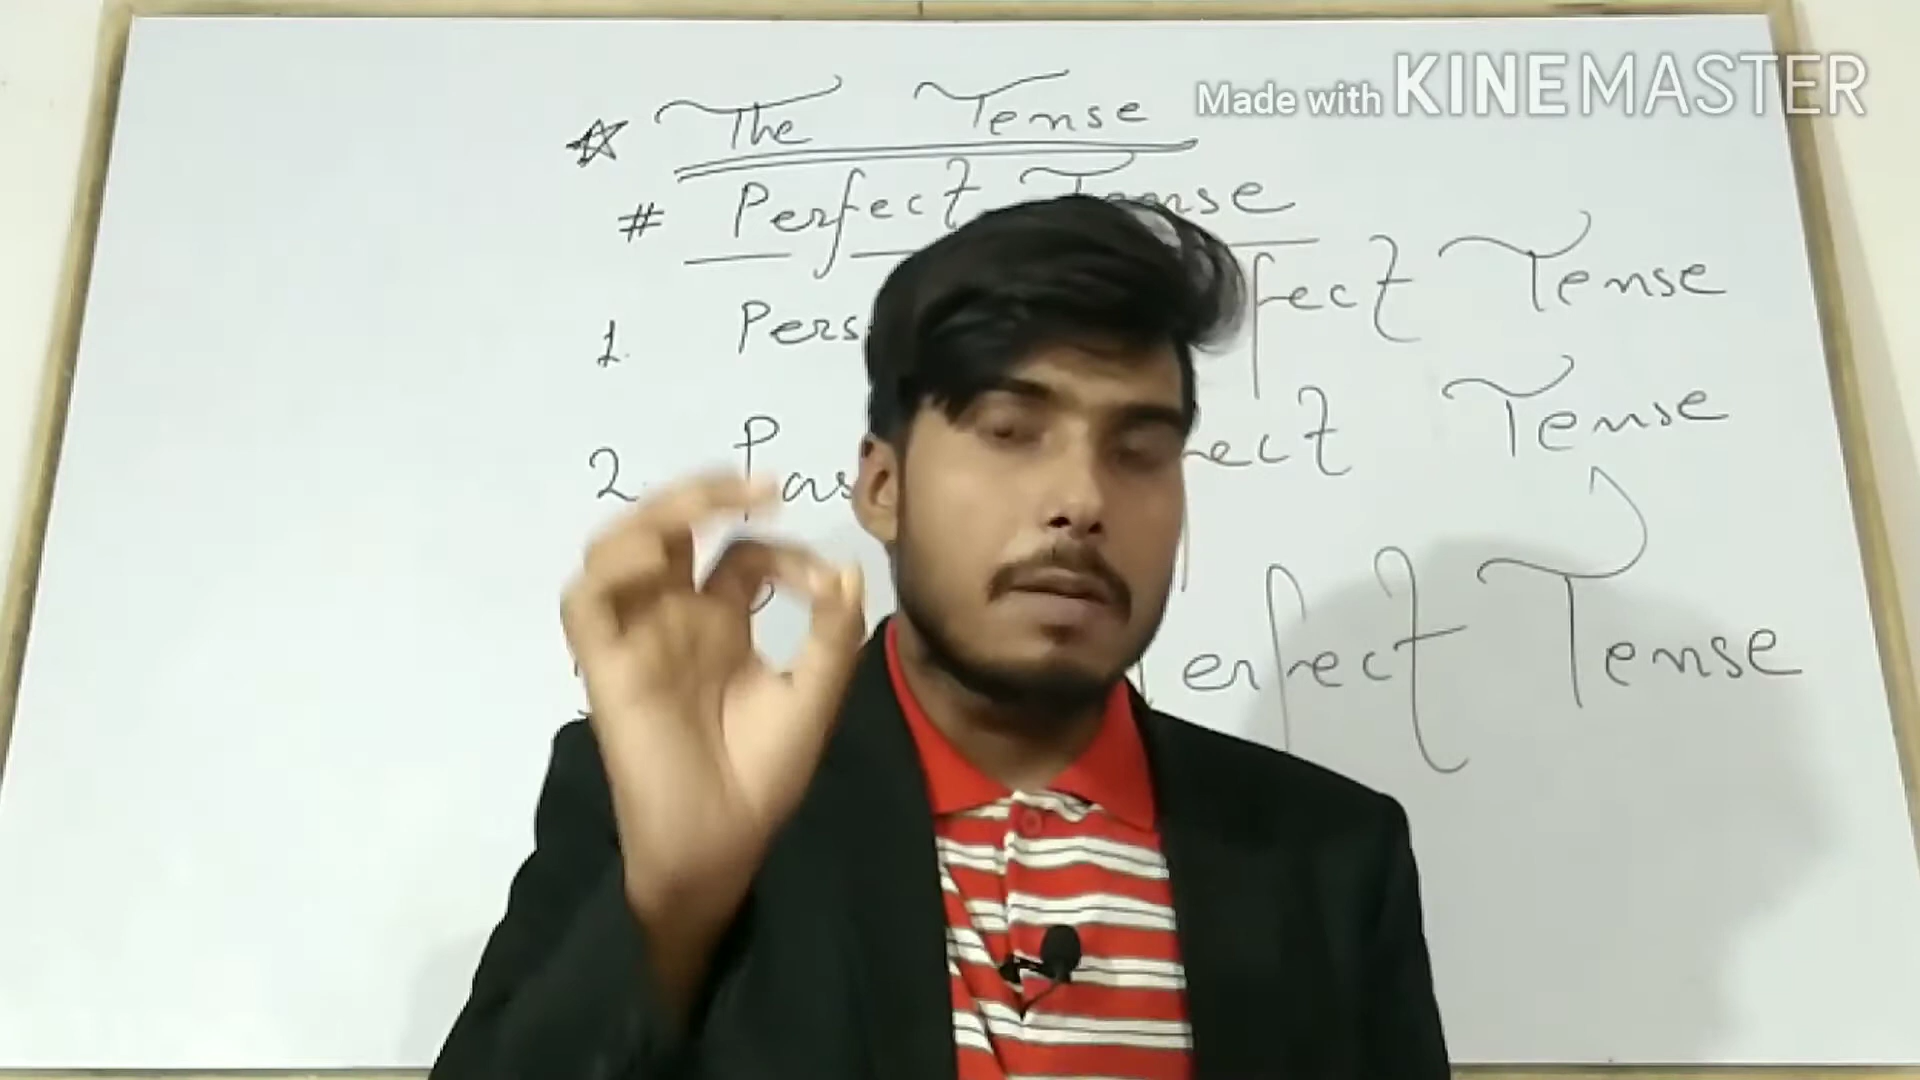 Made with KINEMASTER
The Tense
# Perfect Tense
1. Pers fect Tense
2. Pas ect Tense
erfect Tense